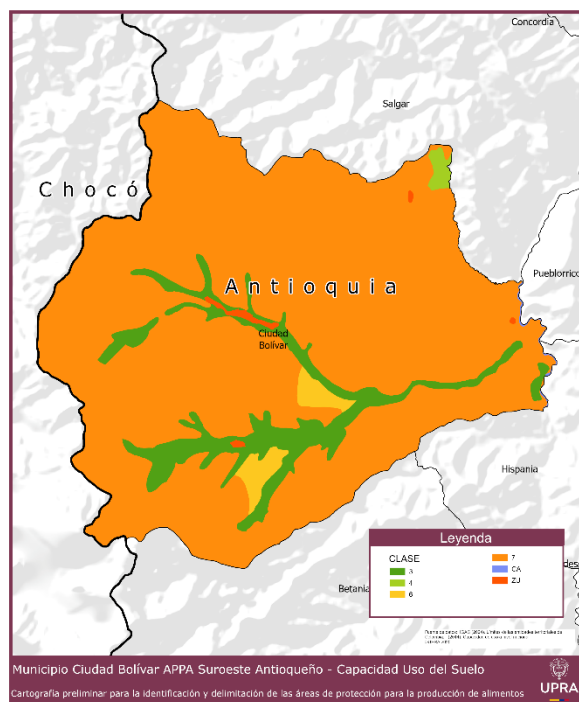 Concordia
Salgar
Chocó
Antioquia
Pueblorrico
Ciudad
Bolívar
Hispania
Betania
Leyenda
CLASE
3
4
6
7
CA
ZU
Municipio Ciudad Bolívar APPA Suroeste Antioqueño - Capacidad Uso del Suelo
Cartografía preliminar para la identificación y delimitación de las áreas de protección para la producción de alimentos
UPRA